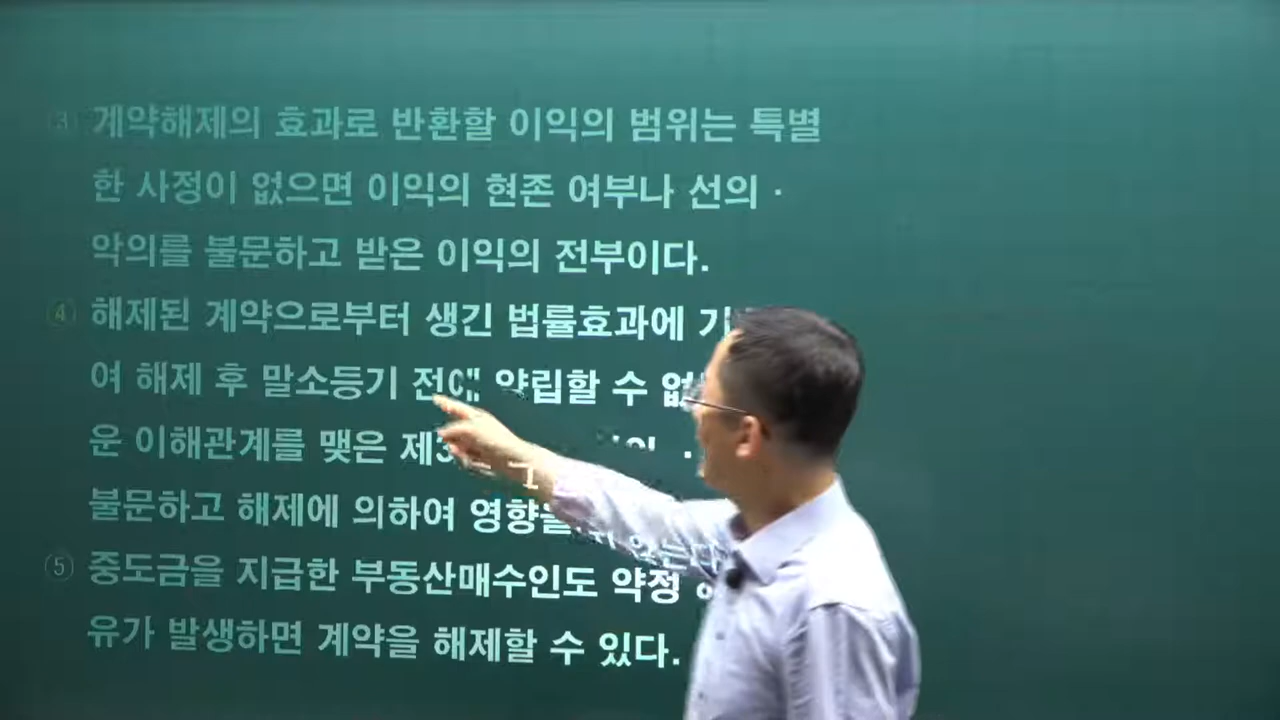 ③ 계약해제의 효과로 반환할 이익의 범위는 특별
한 사정이 없으면 이익의 현존 여부나 선의 ·
악의를 불문하고 받은 이익의 전부이다.
④ 해제된 계약으로부터 생긴 법률효과에
여 해제 후 말소등기 전에 양립할 수
운 이해관계를 맺은
불문하고 해제에 의하여 영향을
⑤ 중도금을 지급한 부동산매수인도 약정
유가 발생하면 계약을 해제할 수 있다.